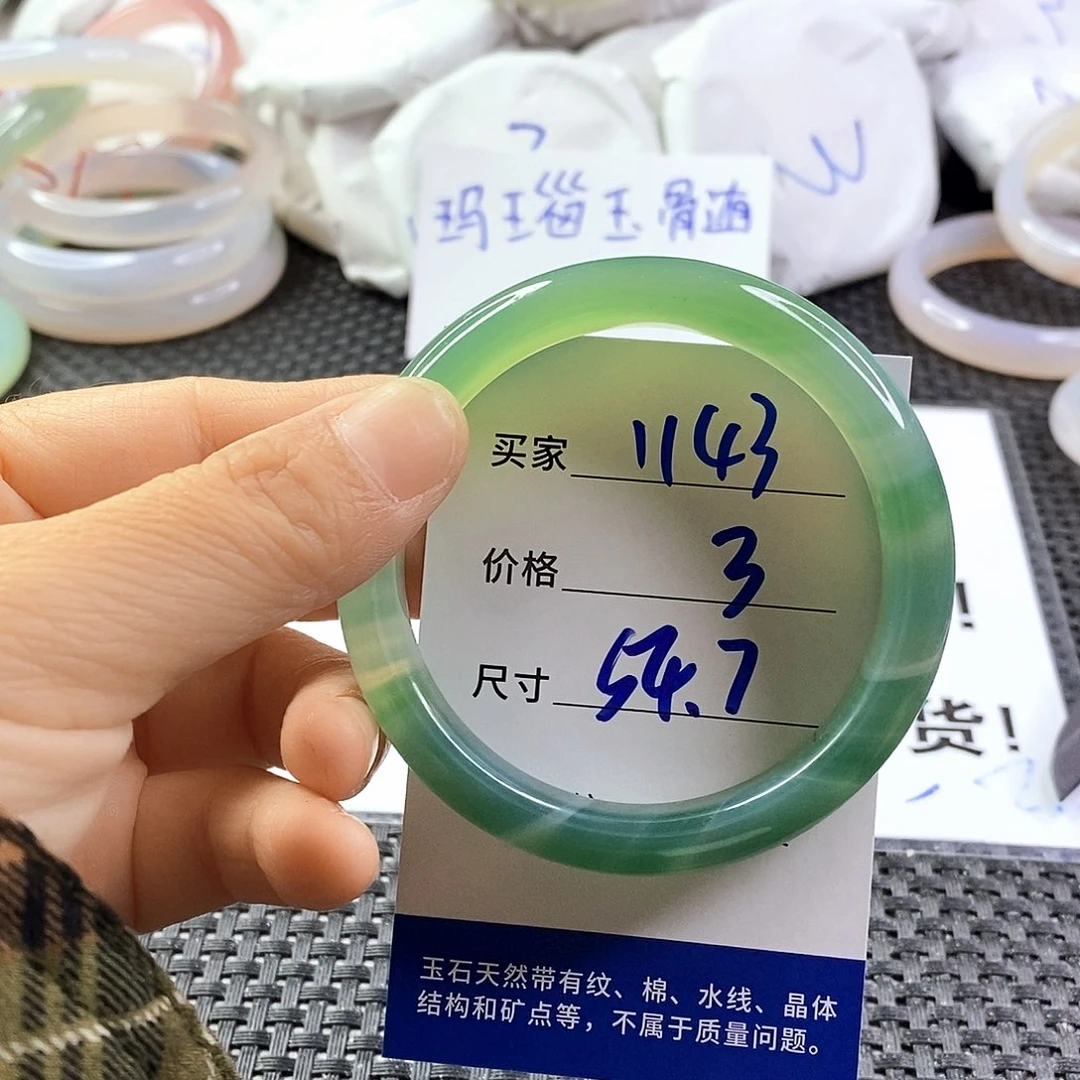 玛瑙玉骨髓
买家 1143
价格 3
尺寸 54.7
货!
玉石天然带有纹、棉、水线、晶体
结构和矿点等，不属于质量问题。